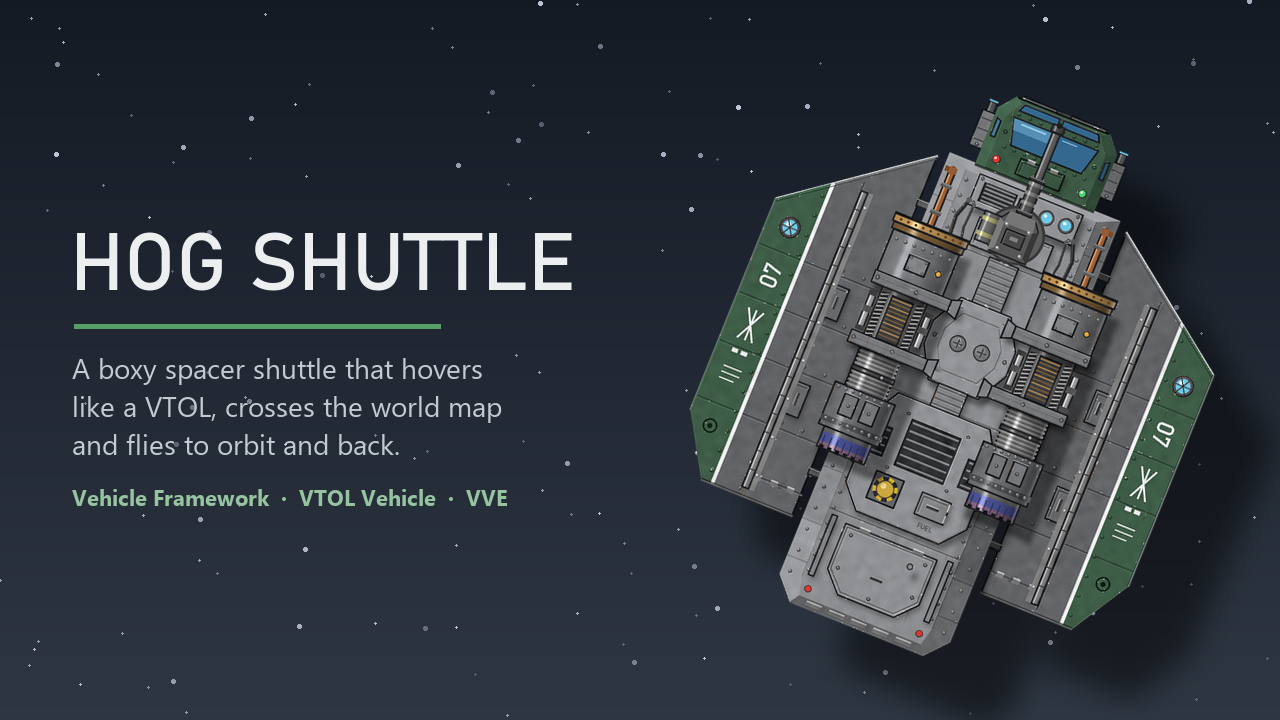 HOG SHUTTLE
A boxy spacer shuttle that hovers
like a VTOL, crosses the world map
and flies to orbit and back.
Vehicle Framework · VTOL Vehicle · VVE
07
07
FUEL